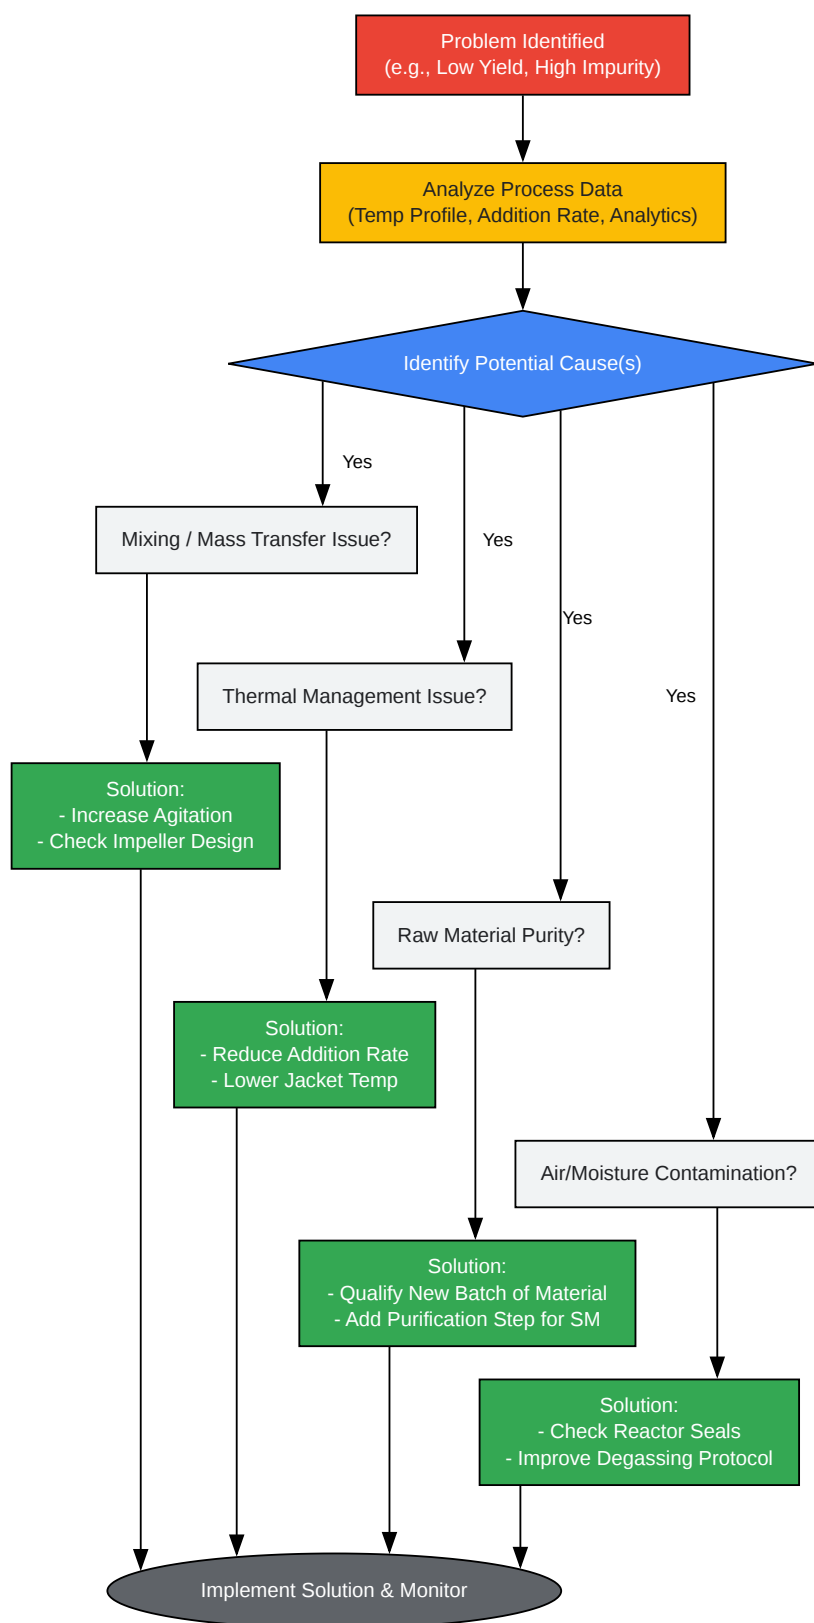 Problem Identified
(e.g., Low Yield, High Impurity)
Analyze Process Data
(Temp Profile, Addition Rate, Analytics)
Identify Potential Cause(s)
Yes
Mixing / Mass Transfer Issue?
Yes
Yes
Thermal Management Issue?
Yes
Solution:
- Increase Agitation
- Check Impeller Design
Raw Material Purity?
Solution:
- Reduce Addition Rate
- Lower Jacket Temp
Air/Moisture Contamination?
Solution:
- Qualify New Batch of Material
- Add Purification Step for SM
Solution:
- Check Reactor Seals
- Improve Degassing Protocol
Implement Solution & Monitor